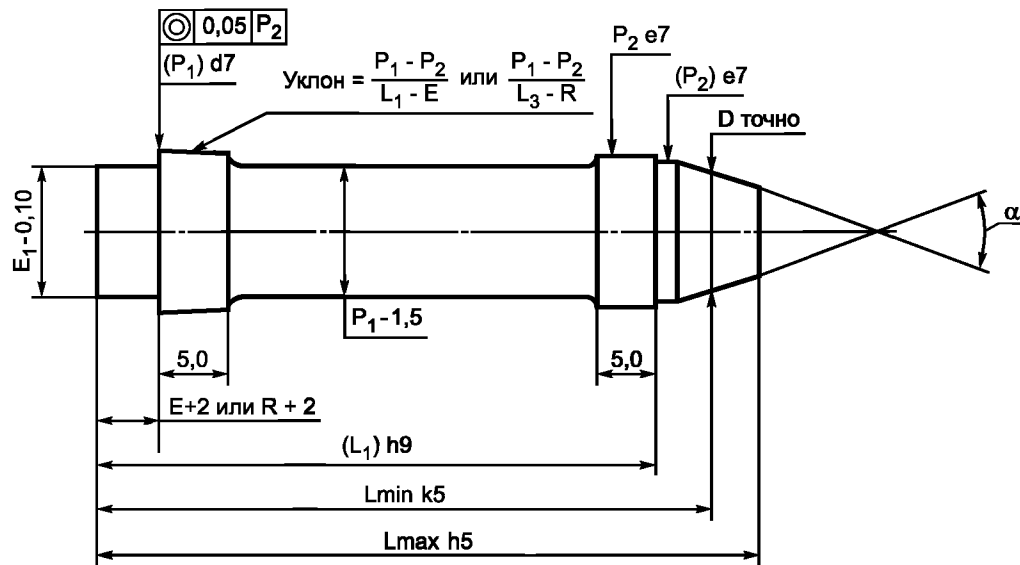 ◎ 0,05 P₂
(P₁) d7
Уклон = (P₁ - P₂)/(L₁ - E) или (P₁ - P₂)/(L₃ - R)
P₂ e7
(P₂) e7
D точно
E₁-0,10
α
P₁-1,5
5,0
5,0
E+2 или R + 2
(L₁) h9
Lmin k5
Lmax h5